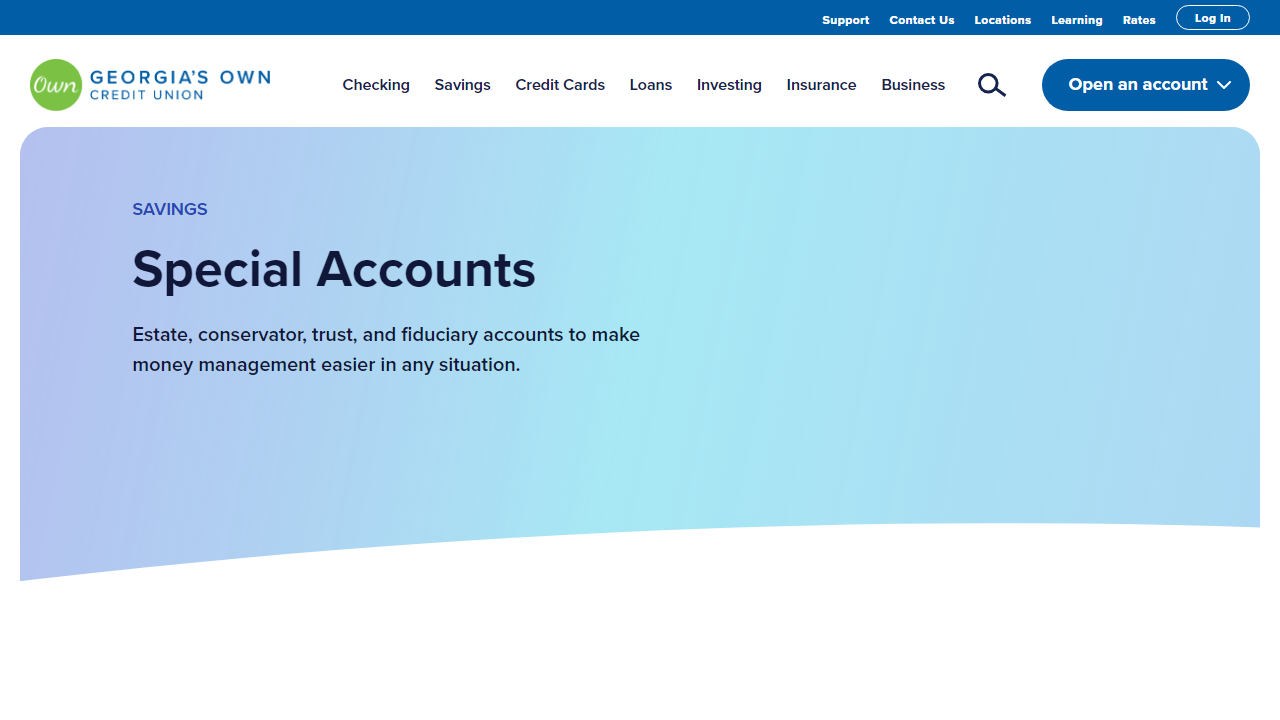 Support Contact Us Locations Learning Rates Log In
Own GEORGIA'S OWN
CREDIT UNION
Checking Savings Credit Cards Loans Investing Insurance Business Open an account
SAVINGS
Special Accounts
Estate, conservator, trust, and fiduciary accounts to make
money management easier in any situation.